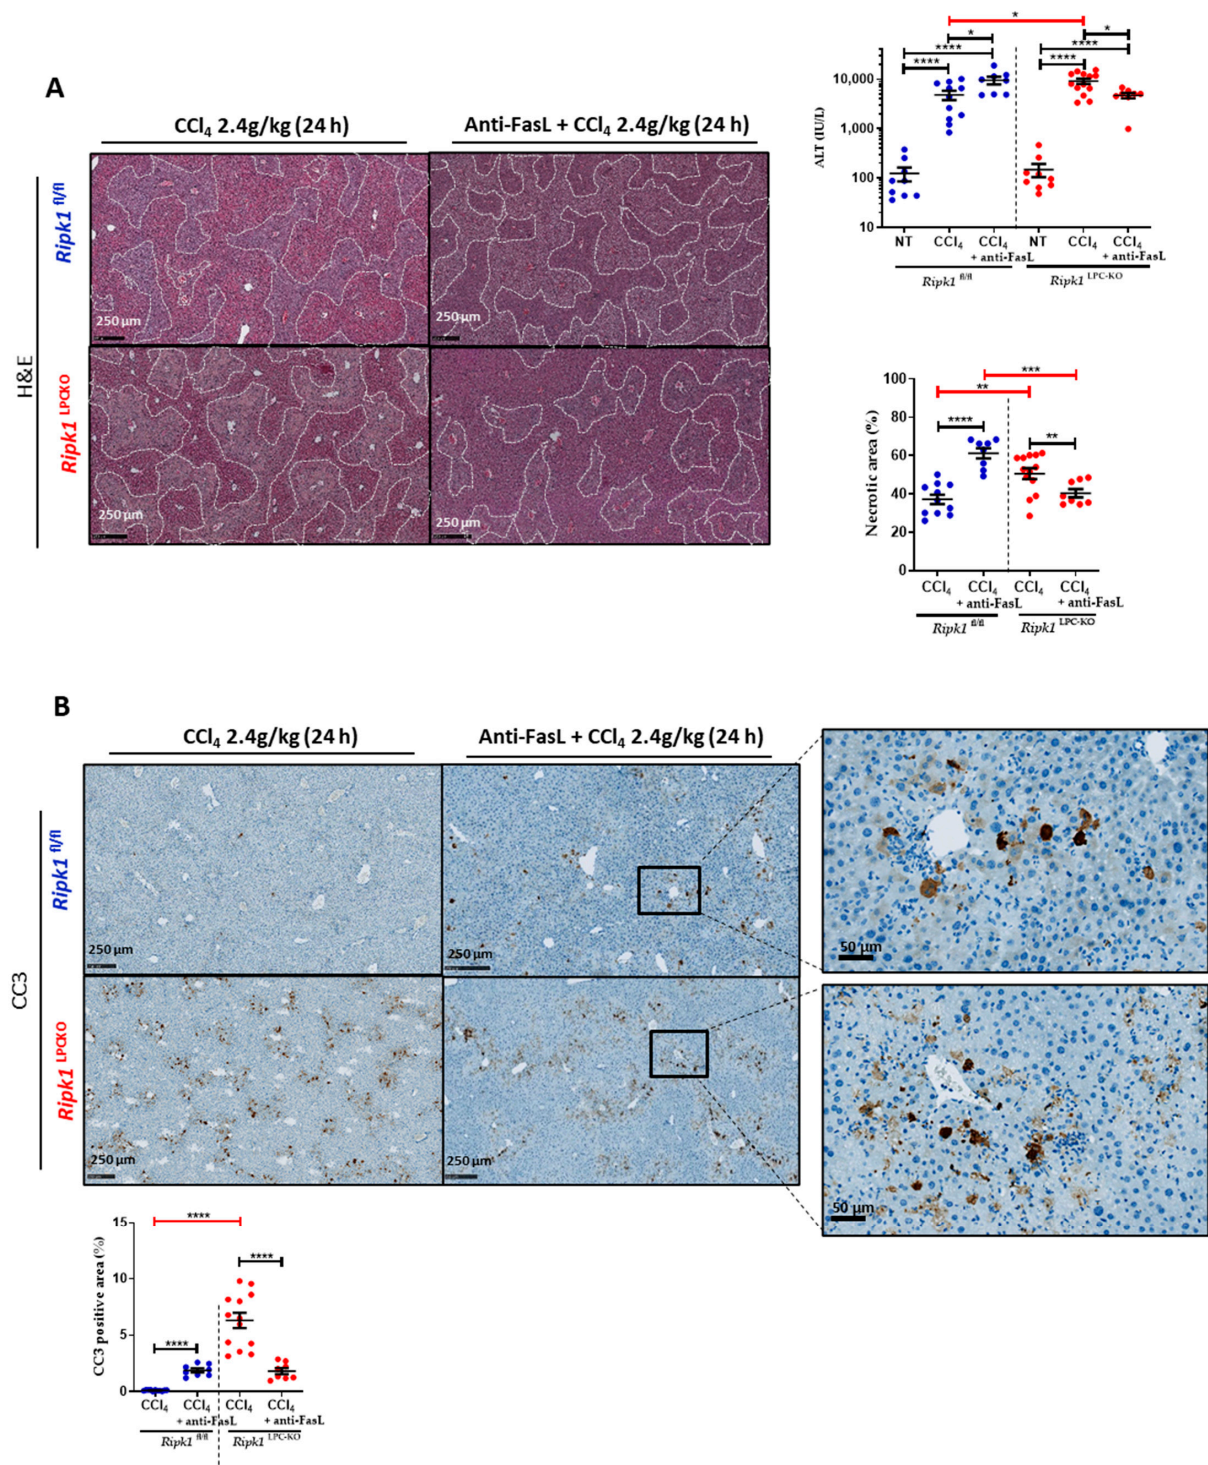 A
CCl₄ 2.4g/kg (24 h)
Anti-FasL + CCl₄ 2.4g/kg (24 h)
H&E
Ripk1 fl/fl
Ripk1 LPCKO
250 µm
250 µm
250 µm
250 µm
ALT (IU/L)
10,000
1,000
100
10
*
*
****
****
*
****
****
NT
CCl₄
CCl₄
+ anti-FasL
NT
CCl₄
CCl₄
+ anti-FasL
Ripk1 fl/fl
Ripk1 LPC-KO
Necrotic area (%)
100
80
60
40
20
0
***
**
****
**
CCl₄
CCl₄
+ anti-FasL
CCl₄
CCl₄
+ anti-FasL
Ripk1 fl/fl
Ripk1 LPC-KO
B
CCl₄ 2.4g/kg (24 h)
Anti-FasL + CCl₄ 2.4g/kg (24 h)
CC3
Ripk1 fl/fl
Ripk1 LPCKO
250 µm
250 µm
50 µm
250 µm
250 µm
50 µm
CC3 positive area (%)
15
10
5
0
****
****
****
CCl₄
CCl₄
+ anti-FasL
CCl₄
CCl₄
+ anti-FasL
Ripk1 fl/fl
Ripk1 LPC-KO